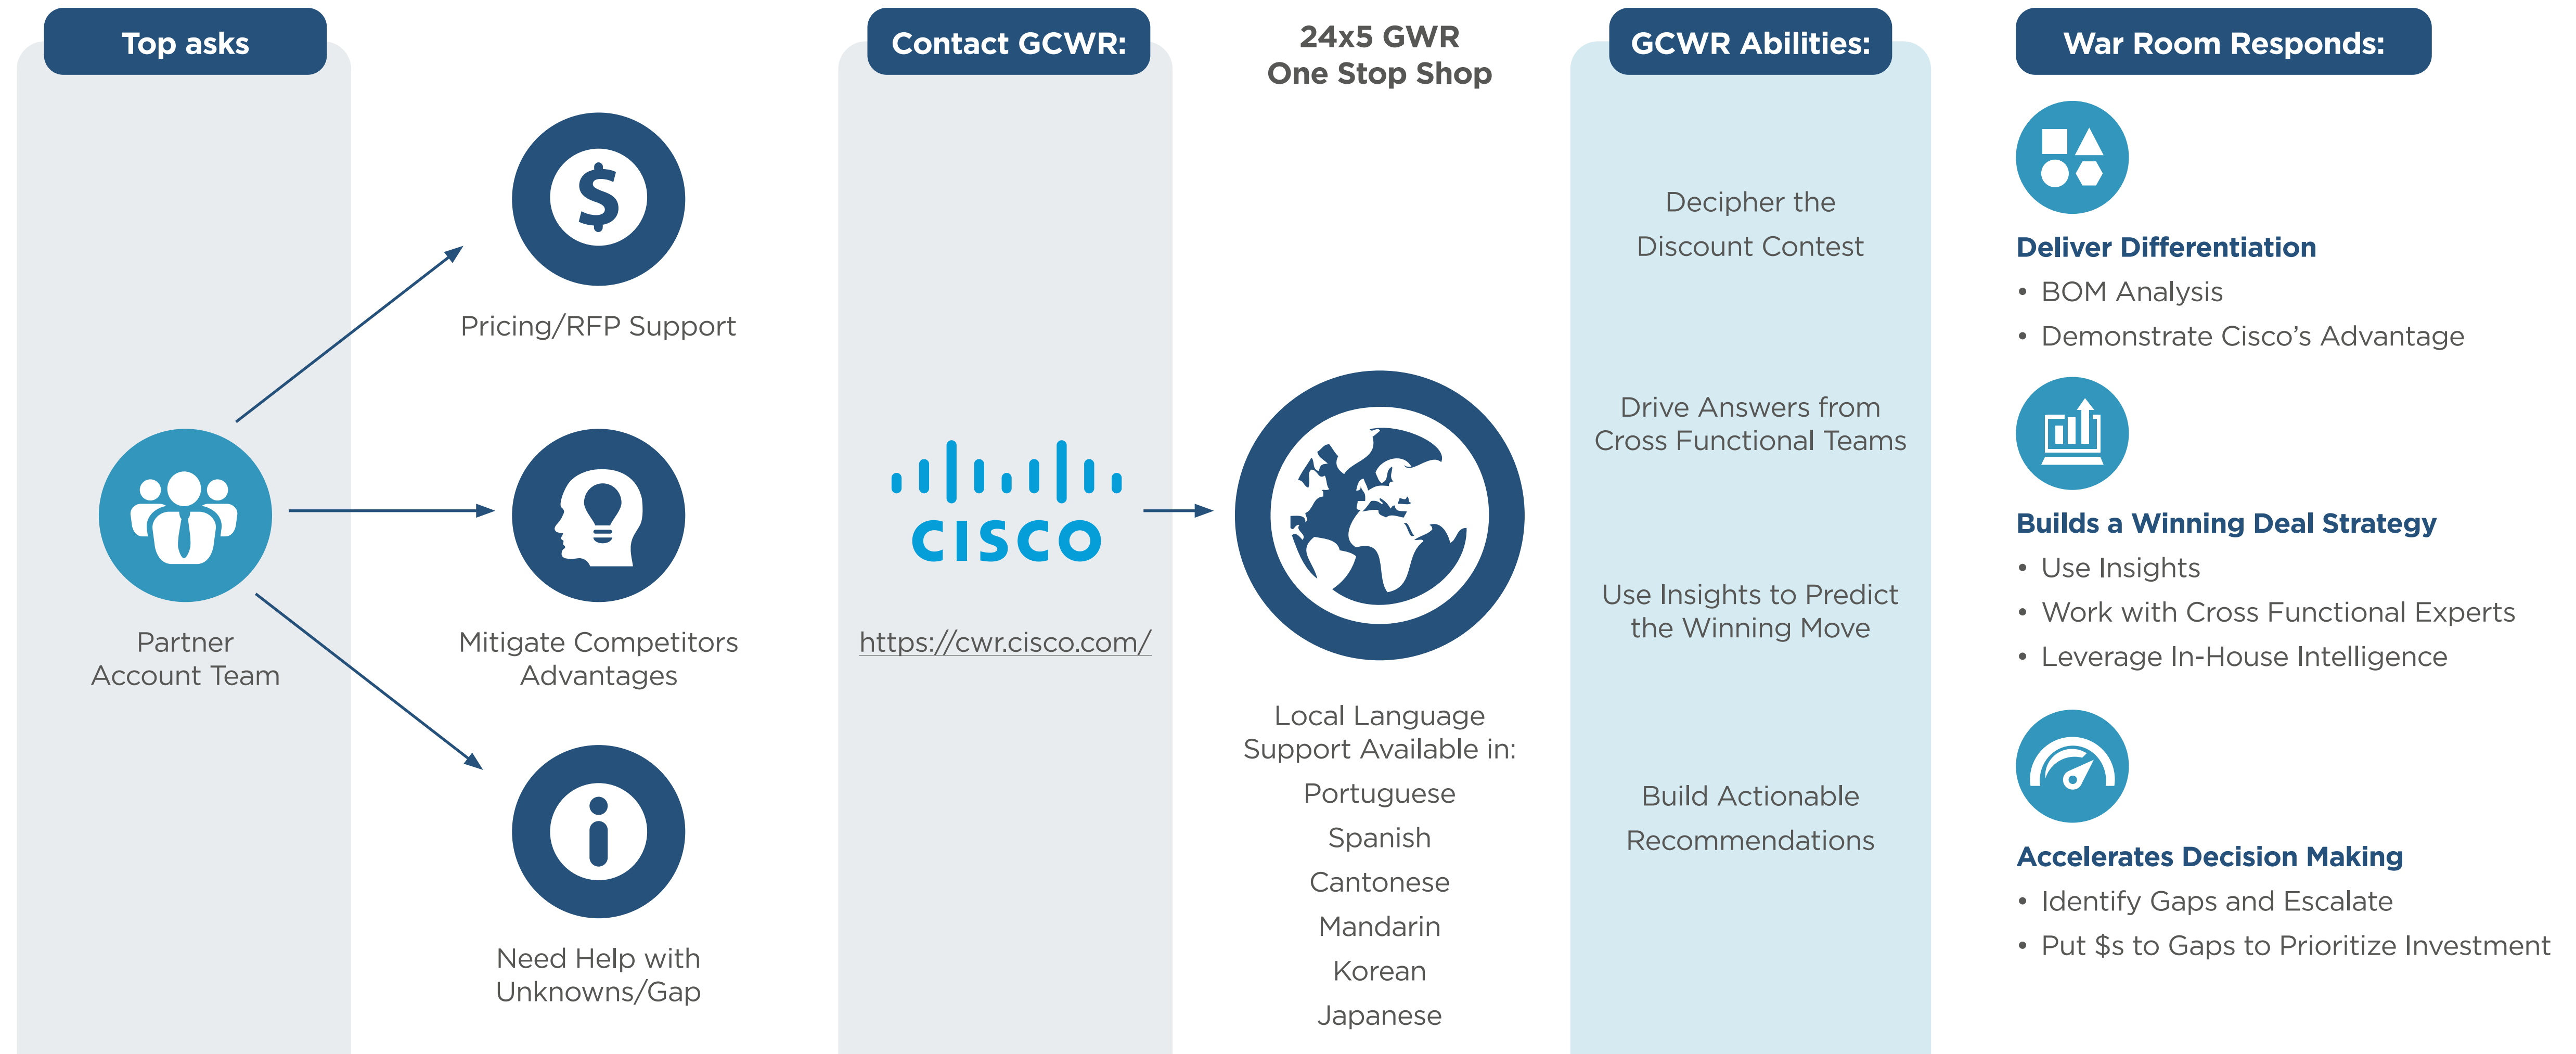 Top asks
Partner
Account Team
Pricing/RFP Support
Mitigate Competitors
Advantages
Need Help with
Unknowns/Gap
Contact GCWR:
CISCO
https://cwr.cisco.com/
24x5 GWR
One Stop Shop
Local Language
Support Available in:
Portuguese
Spanish
Cantonese
Mandarin
Korean
Japanese
GCWR Abilities:
Decipher the
Discount Contest
Drive Answers from
Cross Functional Teams
Use Insights to Predict
the Winning Move
Build Actionable
Recommendations
War Room Responds:
Deliver Differentiation
• BOM Analysis
• Demonstrate Cisco’s Advantage
Builds a Winning Deal Strategy
• Use Insights
• Work with Cross Functional Experts
• Leverage In-House Intelligence
Accelerates Decision Making
• Identify Gaps and Escalate
• Put $s to Gaps to Prioritize Investment